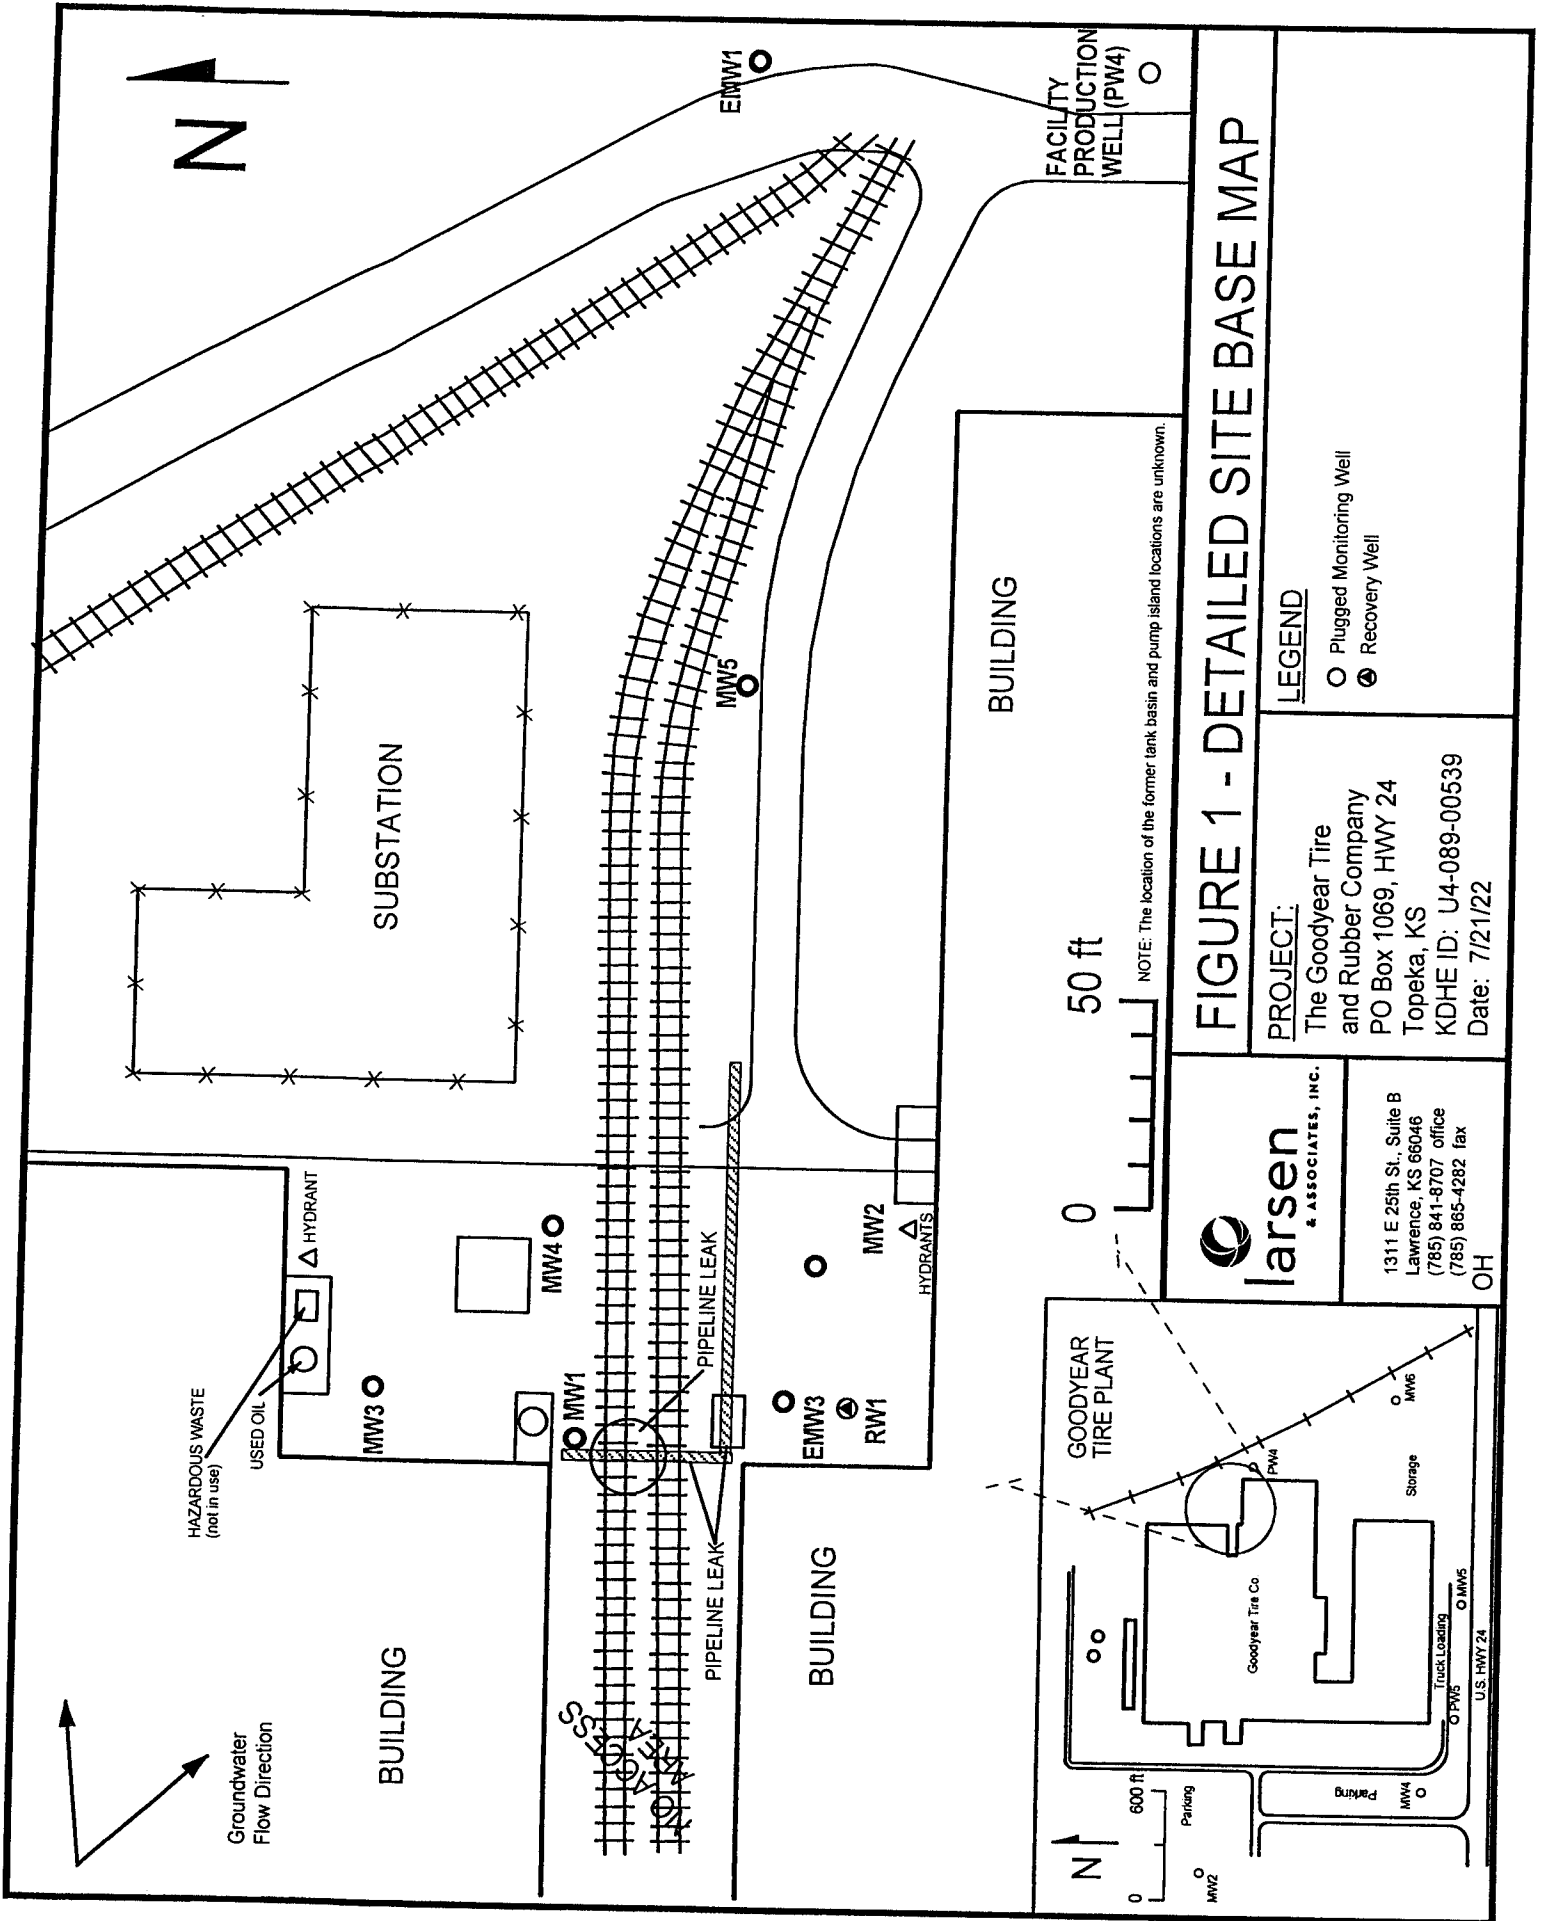 N
EMW1
FACILITY
PRODUCTION
WELL (PW4)
SUBSTATION
MW5
BUILDING
HYDRANT
HAZARDOUS WASTE
(not in use)
USED OIL
MW4
MW3
MW1
PIPELINE LEAK
MW2
HYDRANTS
EMW3
RW1
PIPELINE LEAK
BUILDING
BUILDING
Groundwater
Flow Direction
ACCESS
AREA
0
50 ft
NOTE: The location of the former tank basin and pump island locations are unknown.
GOODYEAR
TIRE PLANT
N
0
600 ft
MW2
Parking
Parking
MW4
Goodyear Tire Co.
PW4
MW6
Storage
Truck Loading
PW5
MW5
U.S. HWY 24
larsen
& ASSOCIATES, INC.
1311 E 25th St., Suite B
Lawrence, KS 66046
(785) 841-8707 office
(785) 865-4282 fax
OH
FIGURE 1 - DETAILED SITE BASE MAP
PROJECT:
The Goodyear Tire
and Rubber Company
PO Box 1069, HWY 24
Topeka, KS
KDHE ID: U4-089-00539
Date: 7/21/22
LEGEND
Plugged Monitoring Well
Recovery Well